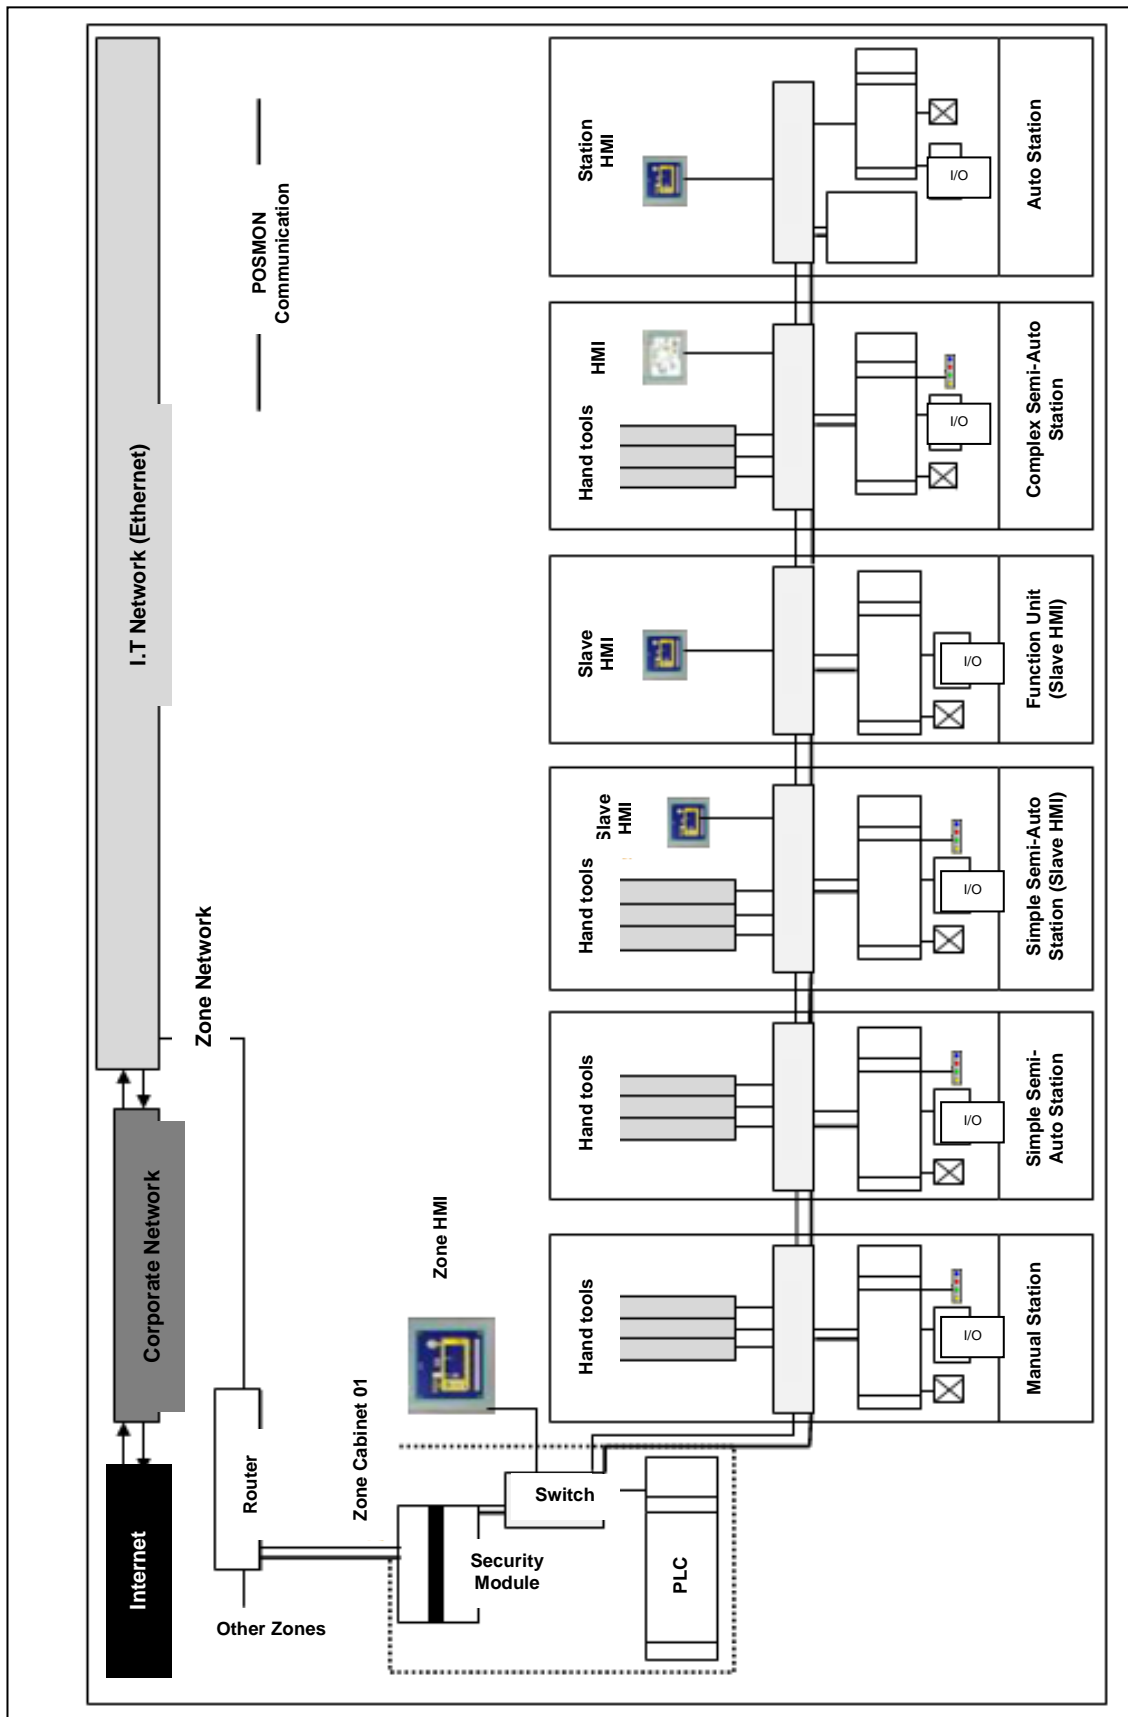 I.T Network (Ethernet)
Corporate Network
Internet
POSMON
Communication
Zone Network
Router
Other Zones
Zone Cabinet 01
Zone HMI
Security
Module
Switch
PLC
Station
HMI
I/O
Auto Station
HMI
Hand tools
I/O
Complex Semi-Auto
Station
Slave
HMI
I/O
Function Unit
(Slave HMI)
Slave
HMI
Hand tools
I/O
Simple Semi-Auto
Station (Slave HMI)
Hand tools
I/O
Simple Semi-
Auto Station
Hand tools
I/O
Manual Station